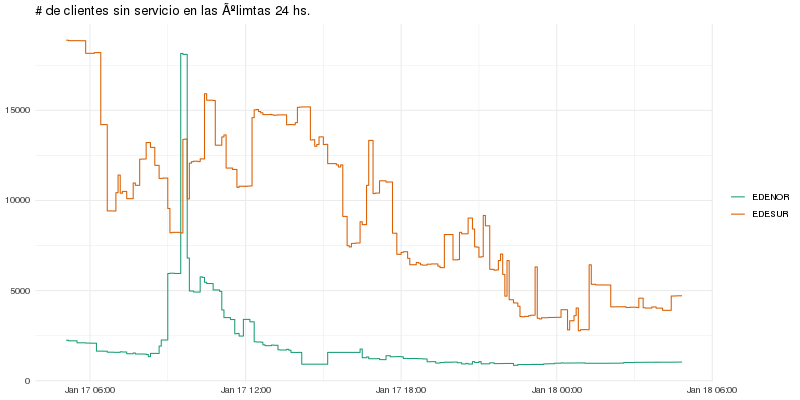 # de clientes sin servicio en las Ãºlimtas 24 hs.
15000
10000
5000
0
Jan 17 06:00
Jan 17 12:00
Jan 17 18:00
Jan 18 00:00
Jan 18 06:00
EDENOR
EDESUR